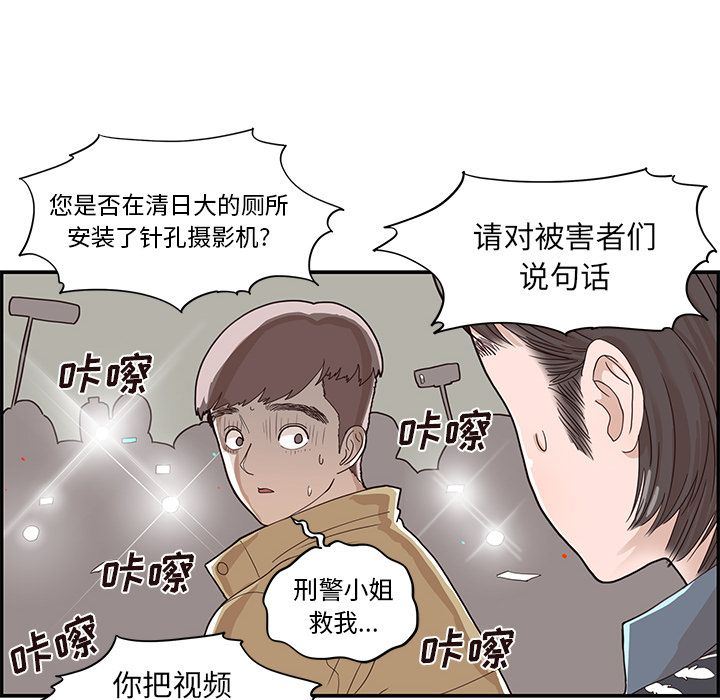 您是否在清日大的厕所
安装了针孔摄影机?
请对被害者们
说句话
咔嚓
咔嚓
咔嚓
刑警小姐
救我...
咔嚓
咔嚓
你把视频